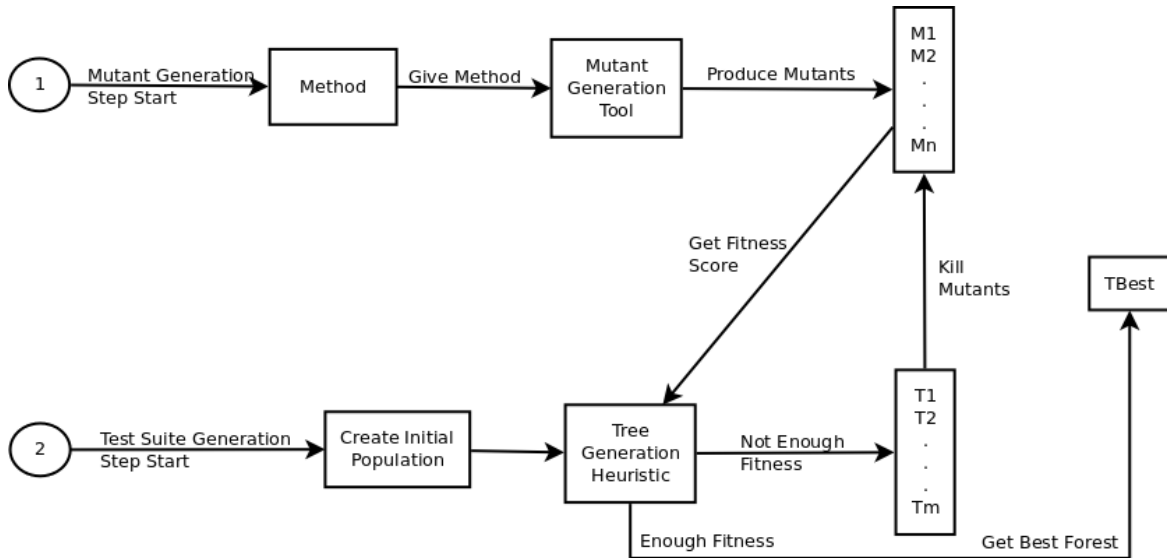 1
Mutant Generation
Step Start
Method
Give Method
Mutant
Generation
Tool
Produce Mutants
M1
M2
.
.
.
Mn
Get Fitness
Score
Kill
Mutants
TBest
2
Test Suite Generation
Step Start
Create Initial
Population
Tree
Generation
Heuristic
Not Enough
Fitness
T1
T2
.
.
.
Tm
Enough Fitness
Get Best Forest